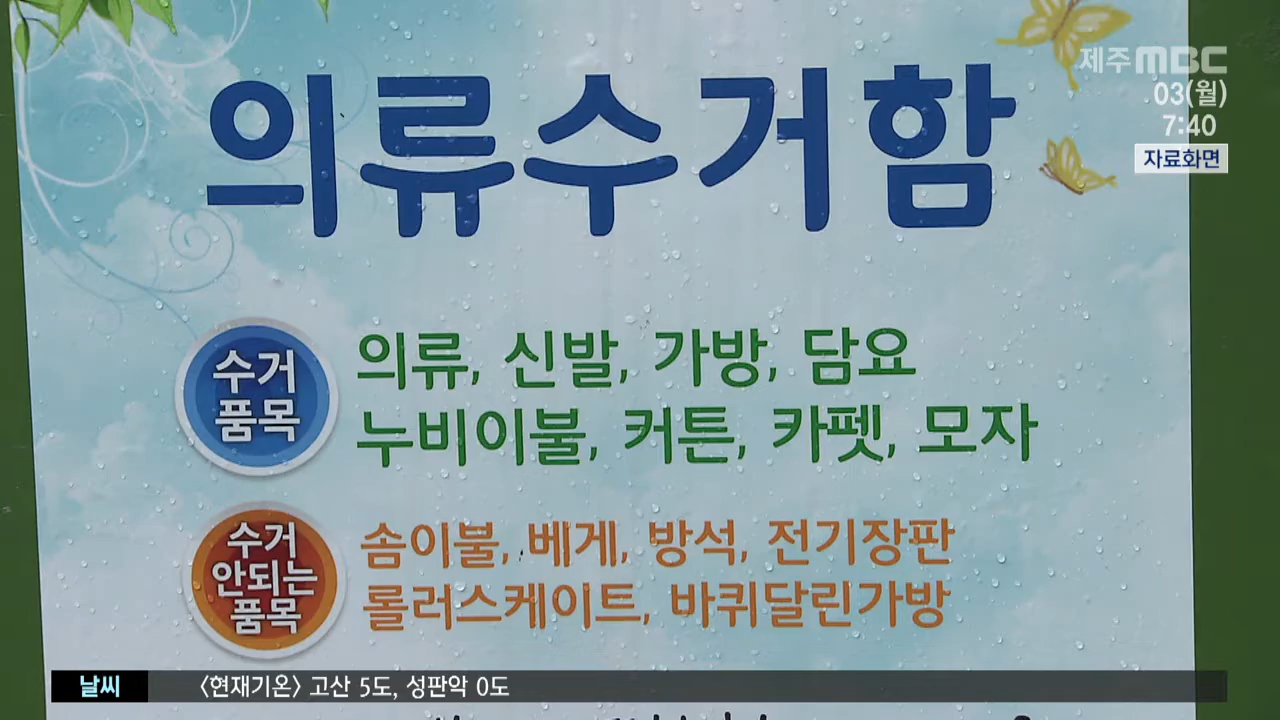 제주MBC
03(월)
7:40
자료화면
의류수거함
수거
품목
의류, 신발, 가방, 담요
누비이불, 커튼, 카펫, 모자
수거
안되는
품목
솜이불, 베게, 방석, 전기장판
롤러스케이트, 바퀴달린가방
날씨
〈현재기온〉 고산 5도, 성판악 0도